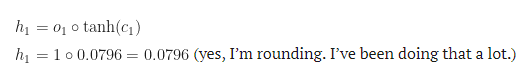 h₁ = o₁ ∘ tanh(c₁)
h₁ = 1 ∘ 0.0796 = 0.0796 (yes, I’m rounding. I’ve been doing that a lot.)